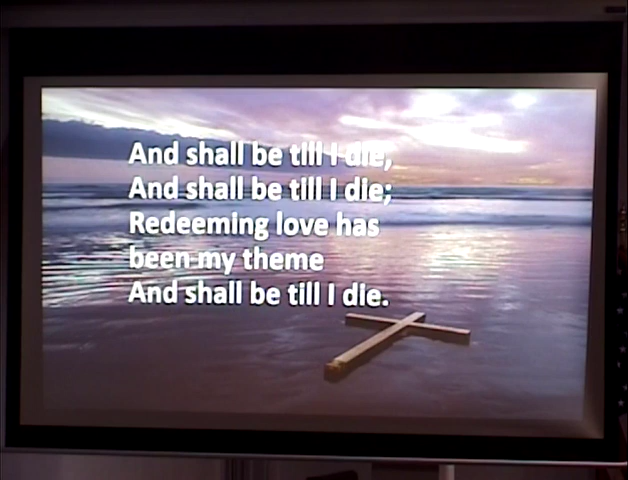 And shall be till I die,
And shall be till I die;
Redeeming love has
been my theme
And shall be till I die.